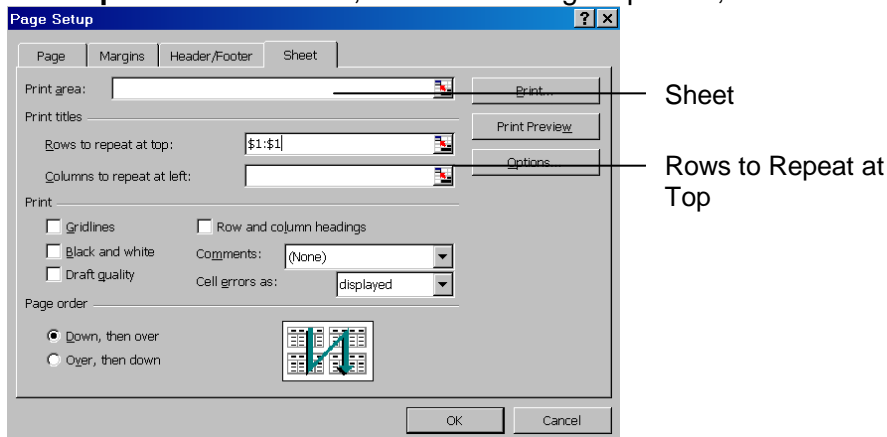 Page Setup
Page Margins Header/Footer Sheet
Print area:
Print...
Sheet
Print titles
Print Preview
Rows to repeat at top: $1:$1
Options...
Rows to Repeat at
Top
Columns to repeat at left:
Print
Gridlines Row and column headings
Black and white Comments: (None)
Draft quality Cell errors as: displayed
Page order
Down, then over
Over, then down
OK Cancel